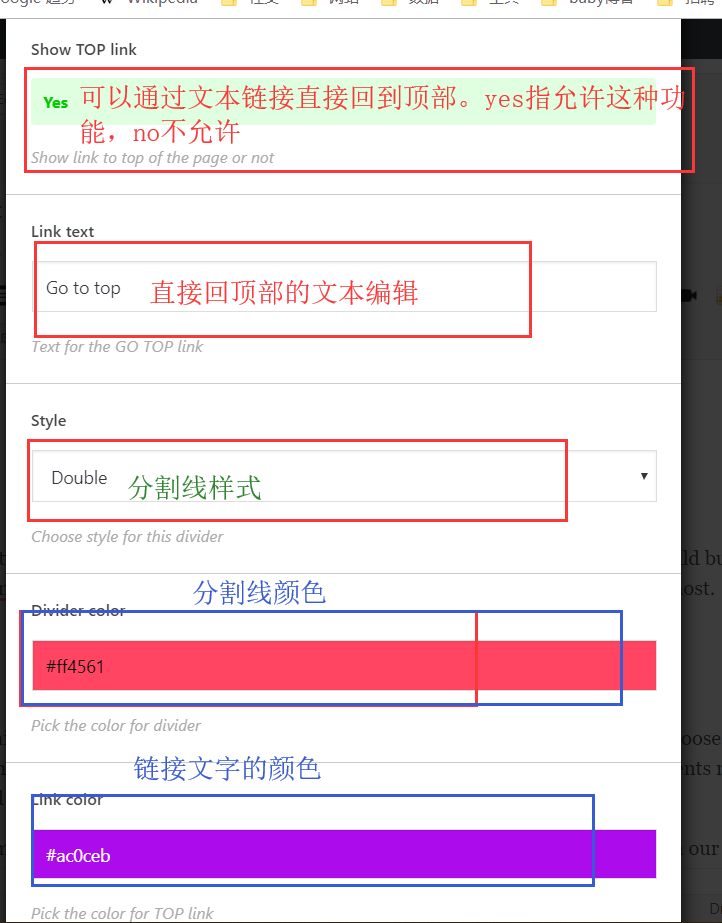 Wikipedia
Show TOP link
Yes 可以通过文本链接直接回到顶部。yes指允许这种功
能，no不允许
Show link to top of the page or not
Link text
Go to top 直接回顶部的文本编辑
Text for the GO TOP link
Style
Double 分割线样式
Choose style for this divider
分割线颜色
Divider color
#ff4561
Pick the color for divider
链接文字的颜色
Link color
#ac0ceb
Pick the color for TOP link